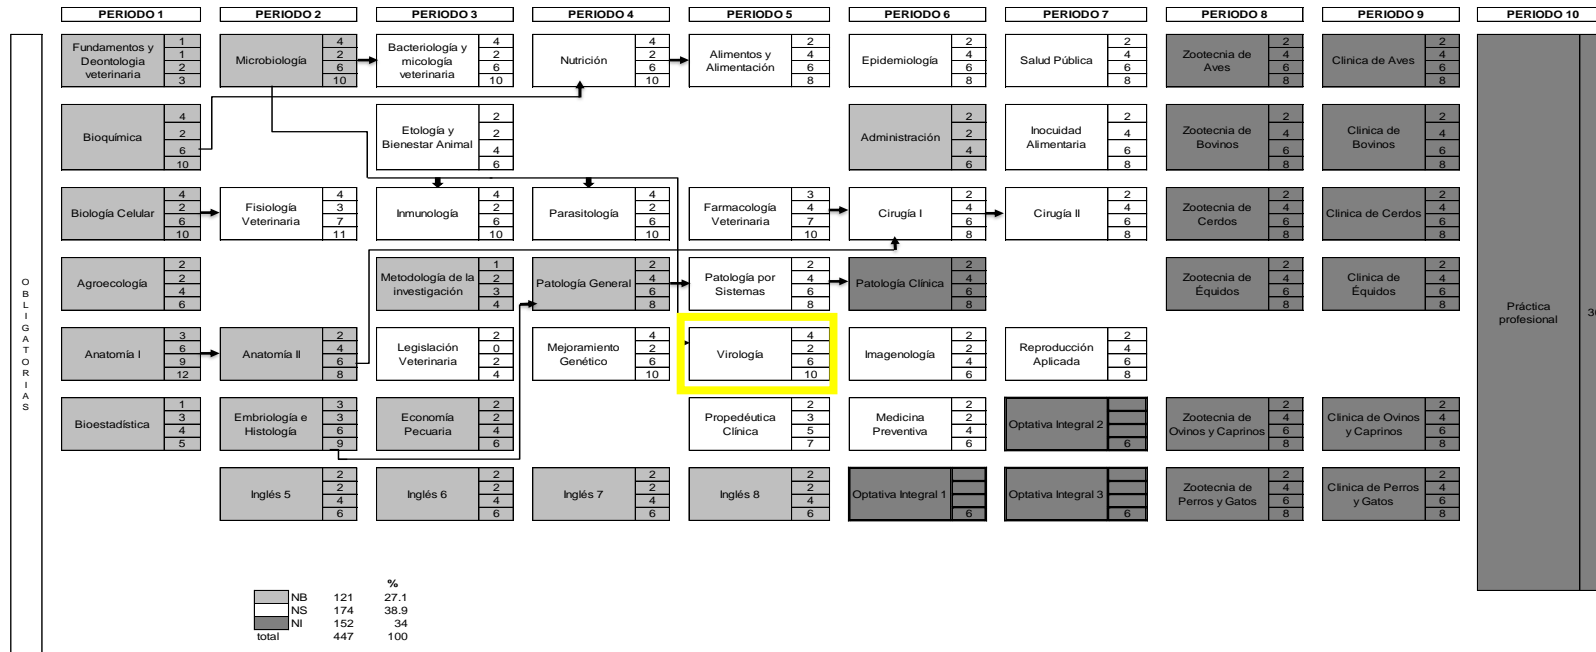 PERIODO 1 PERIODO 2 PERIODO 3 PERIODO 4 PERIODO 5 PERIODO 6 PERIODO 7 PERIODO 8 PERIODO 9 PERIODO 10
OBLIGATORIAS
Fundamentos y
Deontologia
veterinaria
1
1
2
3
Microbiología
4
2
6
10
Bacteriología y
micología
veterinaria
4
2
6
10
Nutrición
4
2
6
10
Alimentos y
Alimentación
2
4
6
8
Epidemiología
2
4
6
8
Salud Pública
2
4
6
8
Zootecnia de
Aves
2
4
6
8
Clinica de Aves
2
4
6
8
Bioquímica
4
2
6
10
Etología y
Bienestar Animal
2
2
4
6
Administración
2
2
4
6
Inocuidad
Alimentaria
2
4
6
8
Zootecnia de
Bovinos
2
4
6
8
Clinica de
Bovinos
2
4
6
8
Biología Celular
4
2
6
10
Fisiología
Veterinaria
4
3
7
11
Inmunología
4
2
6
10
Parasitología
4
2
6
10
Farmacología
Veterinaria
3
4
7
10
Cirugía I
2
4
6
8
Cirugía II
2
4
6
8
Zootecnia de
Cerdos
2
4
6
8
Clinica de Cerdos
2
4
6
8
Agroecología
2
2
4
6
Metodología de la
investigación
1
2
3
4
Patología General
2
4
6
8
Patología por
Sistemas
2
4
6
8
Patología Clínica
2
4
6
8
Zootecnia de
Équidos
2
4
6
8
Clinica de
Équidos
2
4
6
8
Anatomía I
3
6
9
12
Anatomía II
2
4
6
8
Legislación
Veterinaria
2
0
2
4
Mejoramiento
Genético
4
2
6
10
Virología
4
2
6
10
Imagenología
2
2
4
6
Reproducción
Aplicada
2
4
6
8
Práctica
profesional
Bioestadística
1
3
4
5
Embriología e
Histología
3
3
6
9
Economía
Pecuaria
2
2
4
6
Propedéutica
Clínica
2
3
5
7
Medicina
Preventiva
2
2
4
6
Optativa Integral 2
6
Zootecnia de
Ovinos y Caprinos
2
4
6
8
Clinica de Ovinos
y Caprinos
2
4
6
8
Inglés 5
2
2
4
6
Inglés 6
2
2
4
6
Inglés 7
2
2
4
6
Inglés 8
2
2
4
6
Optativa Integral 1
6
Optativa Integral 3
6
Zootecnia de
Perros y Gatos
2
4
6
8
Clinica de Perros
y Gatos
2
4
6
8
%
NB 121 27.1
NS 174 38.9
NI 152 34
total 447 100